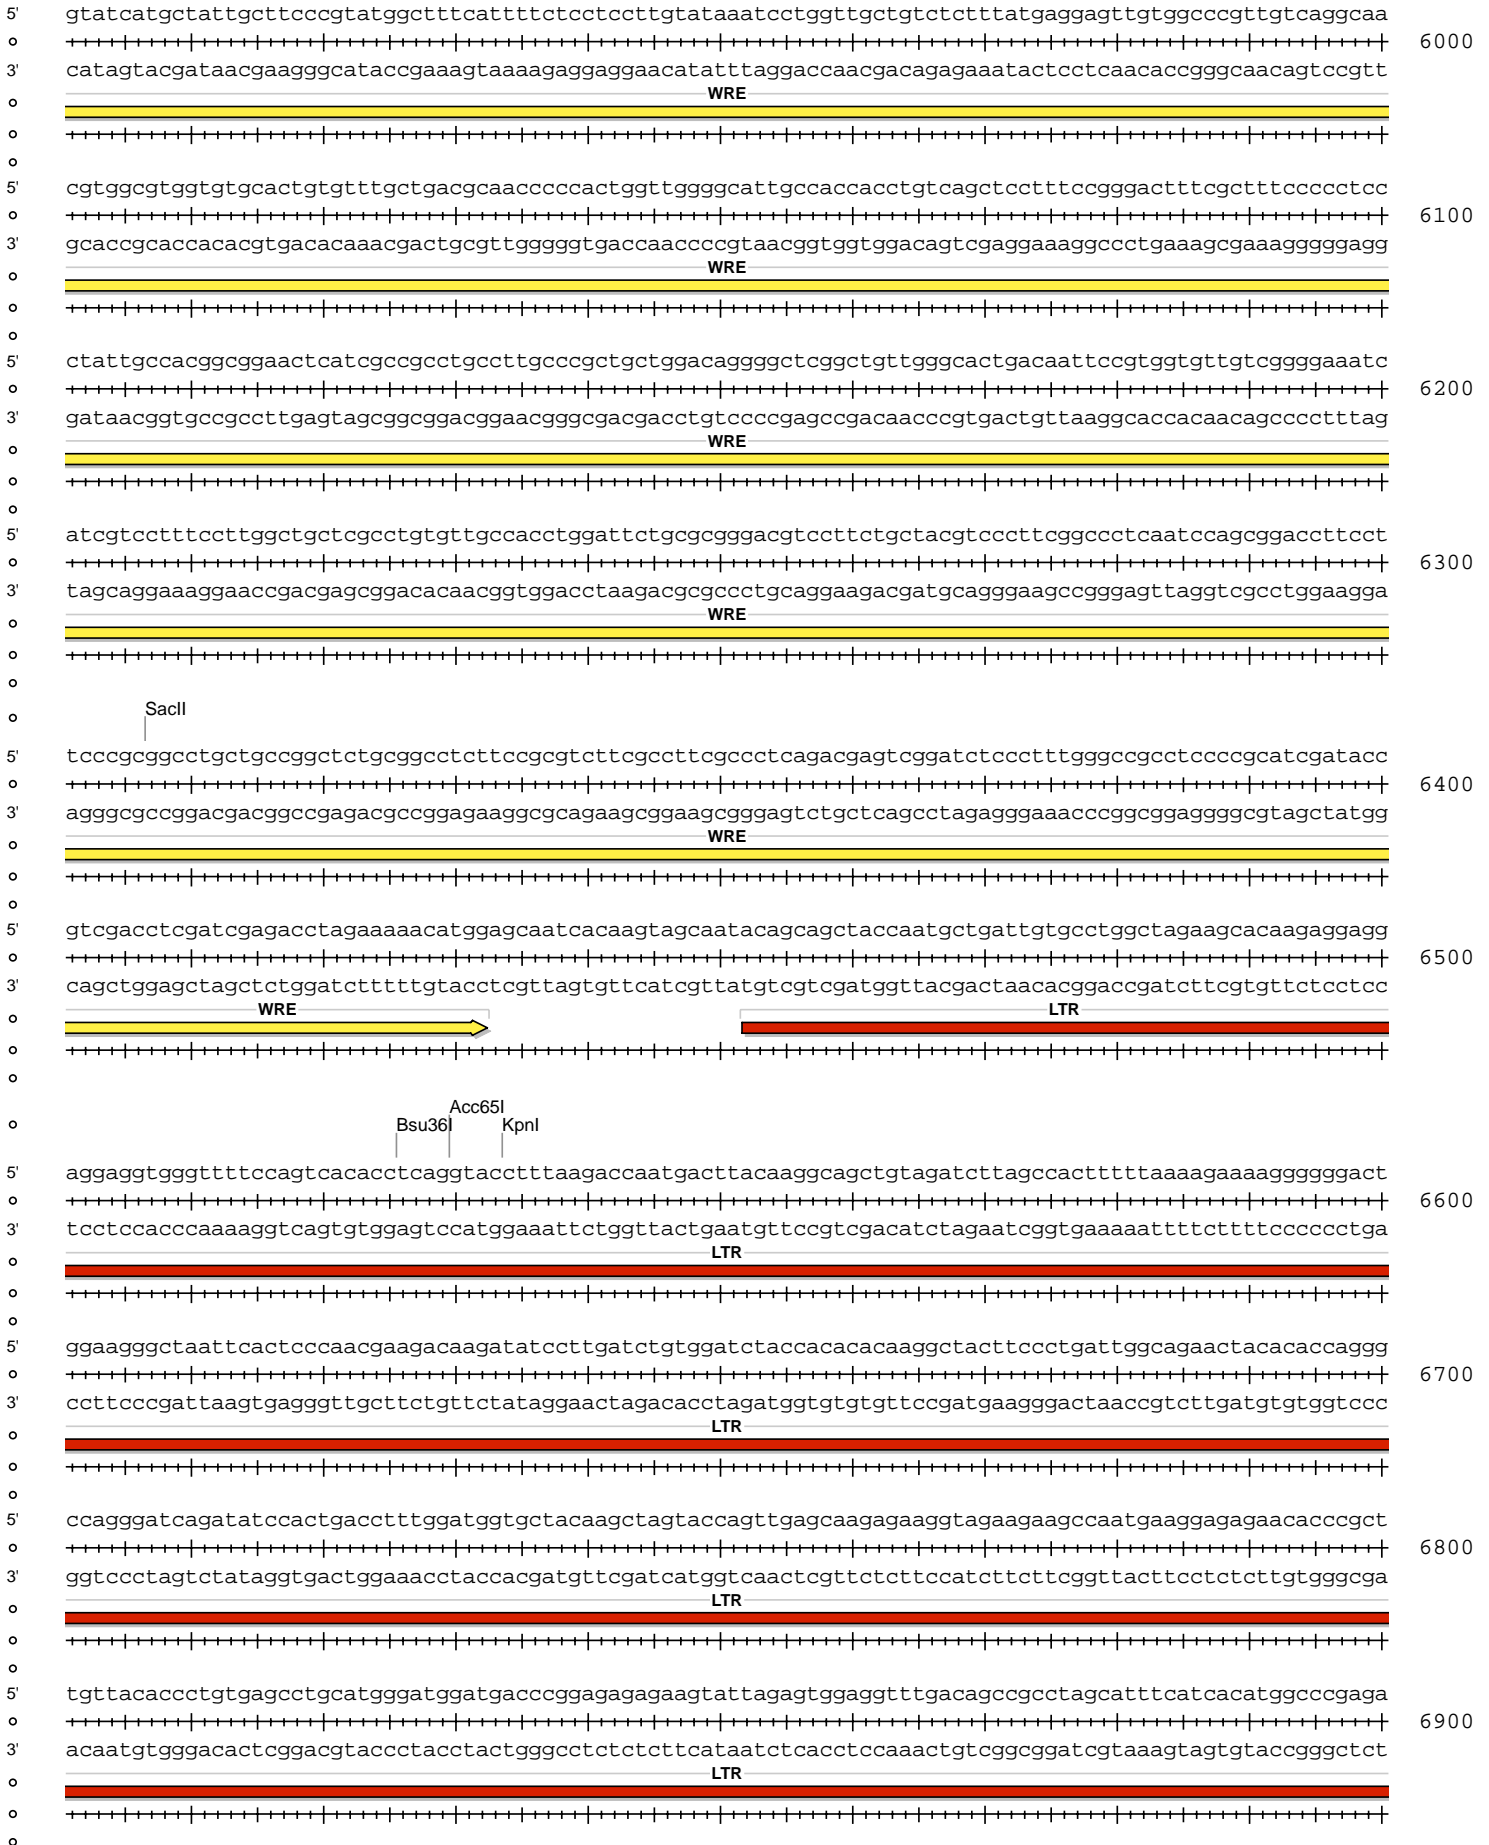 5' gtatcatgctattgcttcccgtatggctttcattttctcctccttgtataaatcctggttgctgtctctttatgaggagttgtggcccgttgtcaggcaa
6000
3' catagtacgataacgaagggcataccgaaagtaaaagaggaggaacatatttaggaccaacgacagagaaatactcctcaacaccgggcaacagtccgtt
WRE
5' cgtggcgtggtgtgcactgtgtttgctgacgcaacccccactggttggggcattgccaccacctgtcagctcctttccgggactttcgctttccccctcc
6100
3' gcaccgcaccacacgtgacacaaacgactgcgttgggggtgaccaaccccgtaacggtggtggacagtcgaggaaaggccctgaaagcgaaagggggagg
WRE
5' ctattgccacggcggaactcatcgccgcctgccttgcccgctgctggacaggggctcggctgttgggcactgacaattccgtggtgttgtcggggaaatc
6200
3' gataacggtgccgccttgagtagcggcggacggaacgggcgacgacctgtccccgagccgacaacccgtgactgttaaggcaccacaacagcccctttag
WRE
5' atcgtcctttccttggctgctcgcctgtgttgccacctggattctgcgcgggacgtccttctgctacgtcccttcggccctcaatccagcggaccttcct
6300
3' tagcaggaaaggaaccgacgagcggacacaacggtggacctaagacgcgccctgcaggaagacgatgcagggaagccgggagttaggtcgcctggaagga
WRE
SacII
5' tcccgcggcctgctgccggctctgcggcctcttccgcgtcttcgccttcgccctcagacgagtcggatctccctttgggccgcctccccgcatcgatacc
6400
3' agggcgccggacgacggccgagacgccggagaaggcgcagaagcggaagcgggagtctgctcagcctagagggaaacccggcggaggggcgtagctatgg
WRE
5' gtcgacctcgatcgagacctagaaaaacatggagcaatcacaagtagcaatacagcagctaccaatgctgattgtgcctggctagaagcacaagaggagg
6500
3' cagctggagctagctctggatctttttgtacctcgttagtgttcatcgttatgtcgtcgatggttacgactaacacggaccgatcttcgtgttctcctcc
WRE LTR
Acc65I
Bsu36I KpnI
5' aggaggtgggttttccagtcacacctcaggtacctttaagaccaatgacttacaaggcagctgtagatcttagccactttttaaaagaaaaggggggact
6600
3' tcctccacccaaaaggtcagtgtggagtccatggaaattctggttactgaatgttccgtcgacatctagaatcggtgaaaaattttcttttcccccctga
LTR
5' ggaagggctaattcactcccaacgaagacaagatatccttgatctgtggatctaccacacacaaggctacttccctgattggcagaactacacaccaggg
6700
3' ccttcccgattaagtgagggttgcttctgttctataggaactagacacctagatggtgtgtgttccgatgaagggactaaccgtcttgatgtgtggtccc
LTR
5' ccagggatcagatatccactgacctttggatggtgctacaagctagtaccagttgagcaagagaaggtagaagaagccaatgaaggagagaacacccgct
6800
3' ggtccctagtctataggtgactggaaacctaccacgatgttcgatcatggtcaactcgttctcttccatcttcttcggttacttcctctcttgtgggcga
LTR
5' tgttacaccctgtgagcctgcatgggatggatgacccggagagagaagtattagagtggaggtttgacagccgcctagcatttcatcacatggcccgaga
6900
3' acaatgtgggacactcggacgtaccctacctactgggcctctctcttcataatctcacctccaaactgtcggcggatcgtaaagtagtgtaccgggctct
LTR